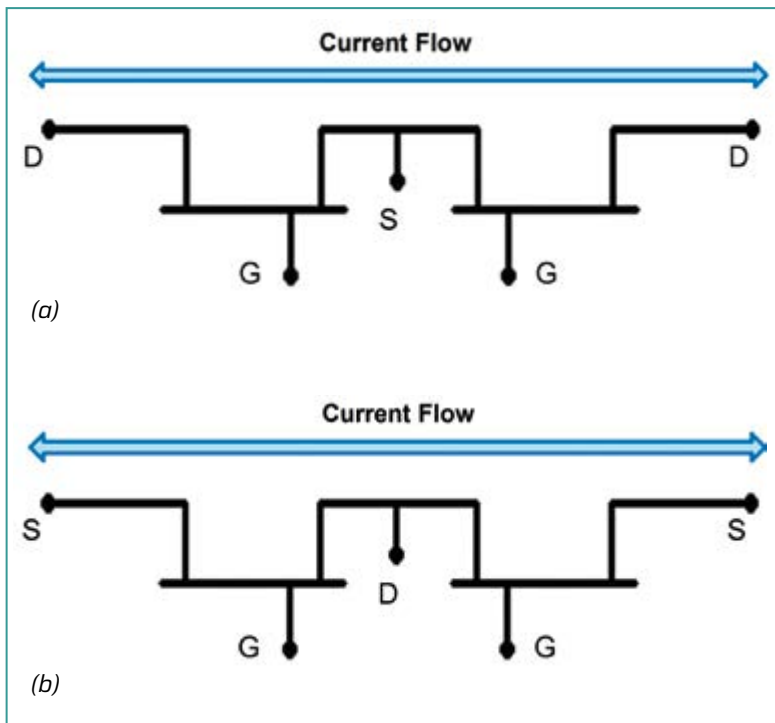 Current Flow
D D
S
G G
(a)
Current Flow
S S
D
G G
(b)